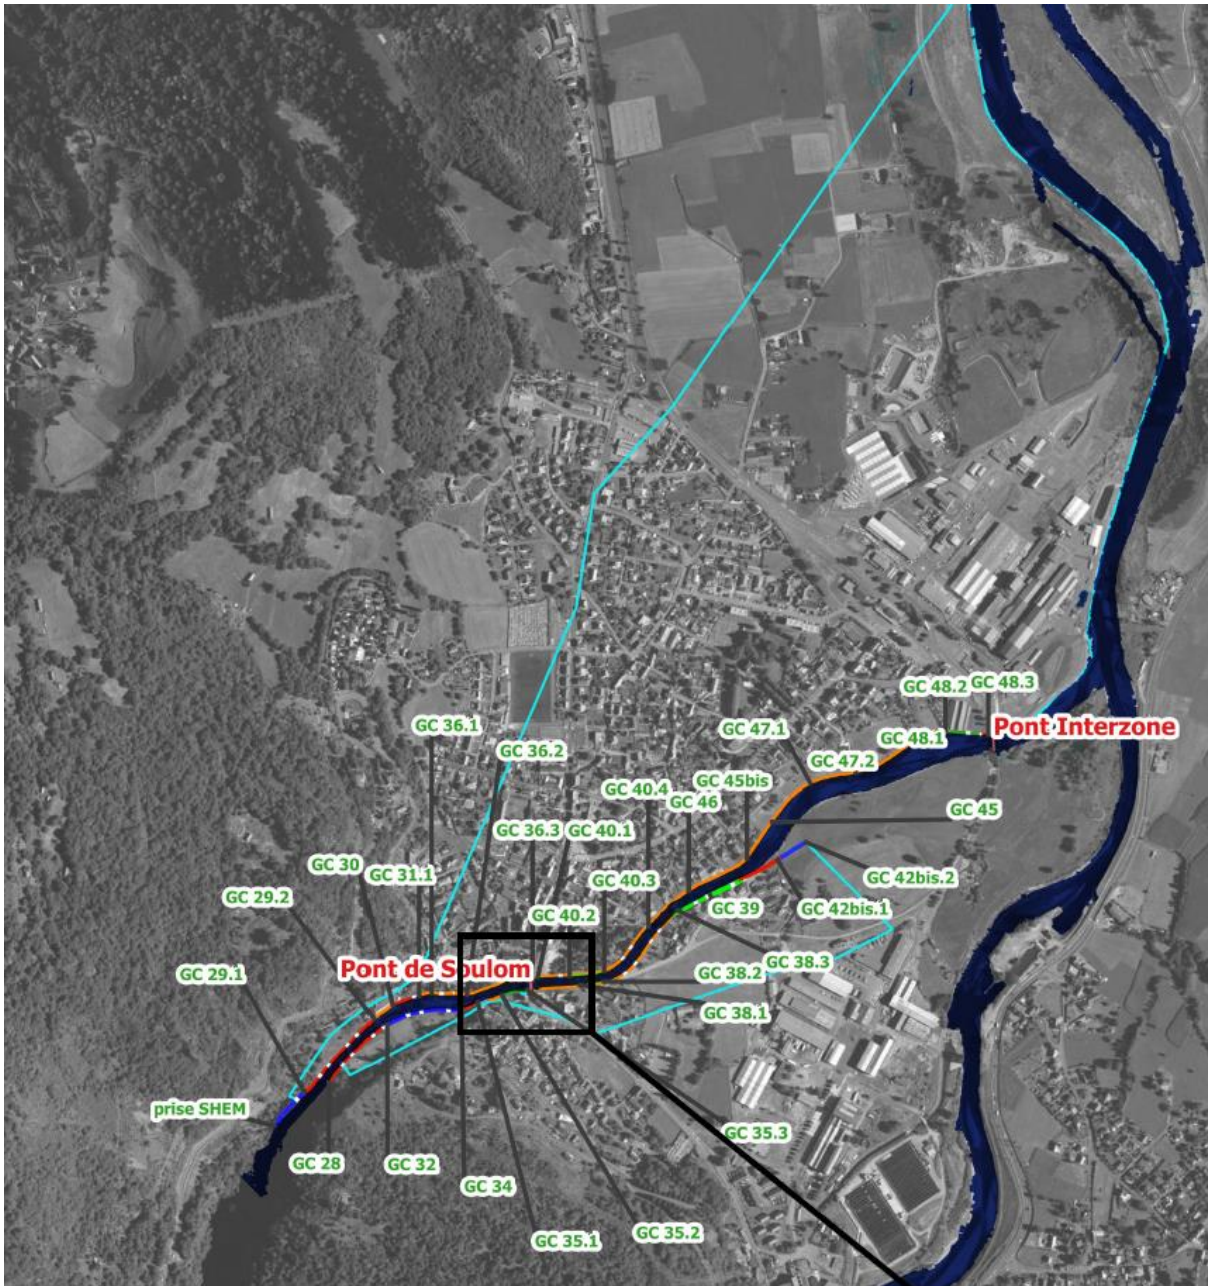 GC 48.2
GC 48.3
GC 36.1
GC 47.1
Pont Interzone
GC 36.2
GC 48.1
GC 47.2
GC 45bis
GC 40.4
GC 46
GC 45
GC 36.3
GC 40.1
GC 30
GC 31.1
GC 40.3
GC 42bis.2
GC 29.2
GC 39
GC 42bis.1
GC 40.2
Pont de Soulom
GC 38.3
GC 29.1
GC 38.2
GC 38.1
prise SHEM
GC 35.3
GC 28
GC 32
GC 34
GC 35.2
GC 35.1